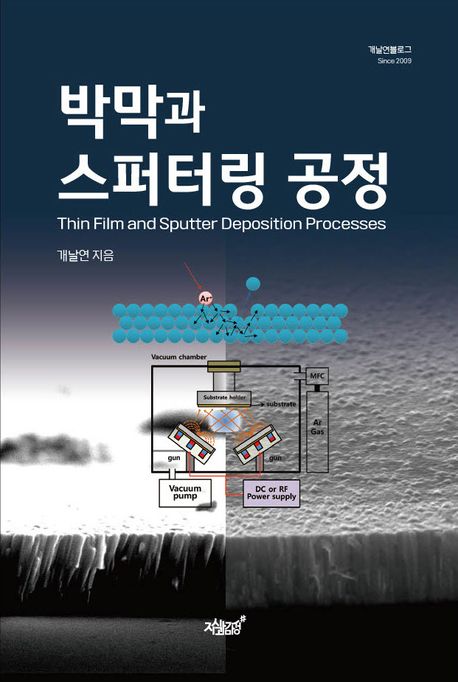 개날연블로그
Since 2009
박막과
스퍼터링 공정
Thin Film and Sputter Deposition Processes
개날연 지음
Ar⁺
Vacuum chamber
MFC
Substrate holder
substrate
Ar
Gas
gun
gun
Vacuum
pump
DC or RF
Power supply
지식과감성#